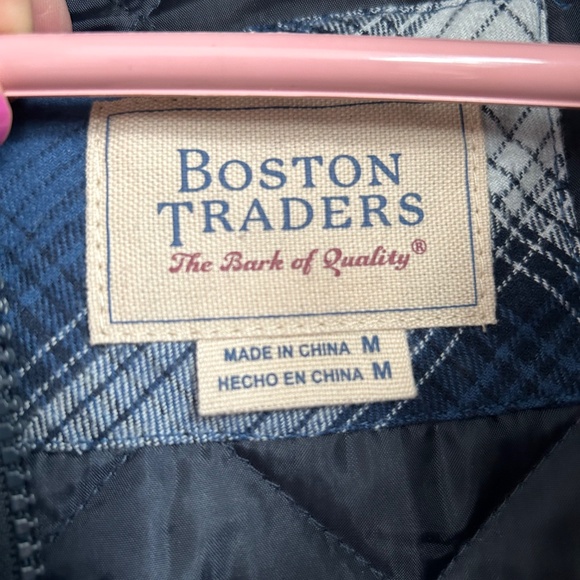 BOSTON
TRADERS
The Bark of Quality®
MADE IN CHINA M
HECHO EN CHINA M